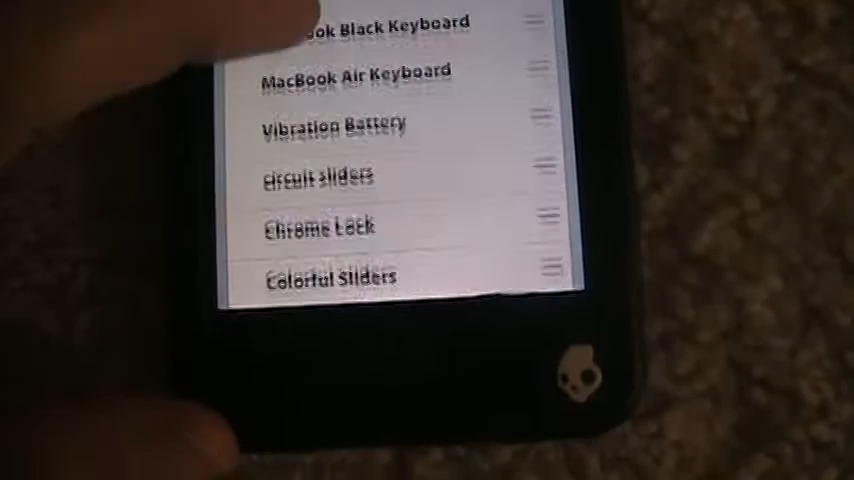 ook Black Keyboard
MacBook Air Keyboard
Vibration Battery
circuit sliders
Chrome Lock
Colorful Sliders